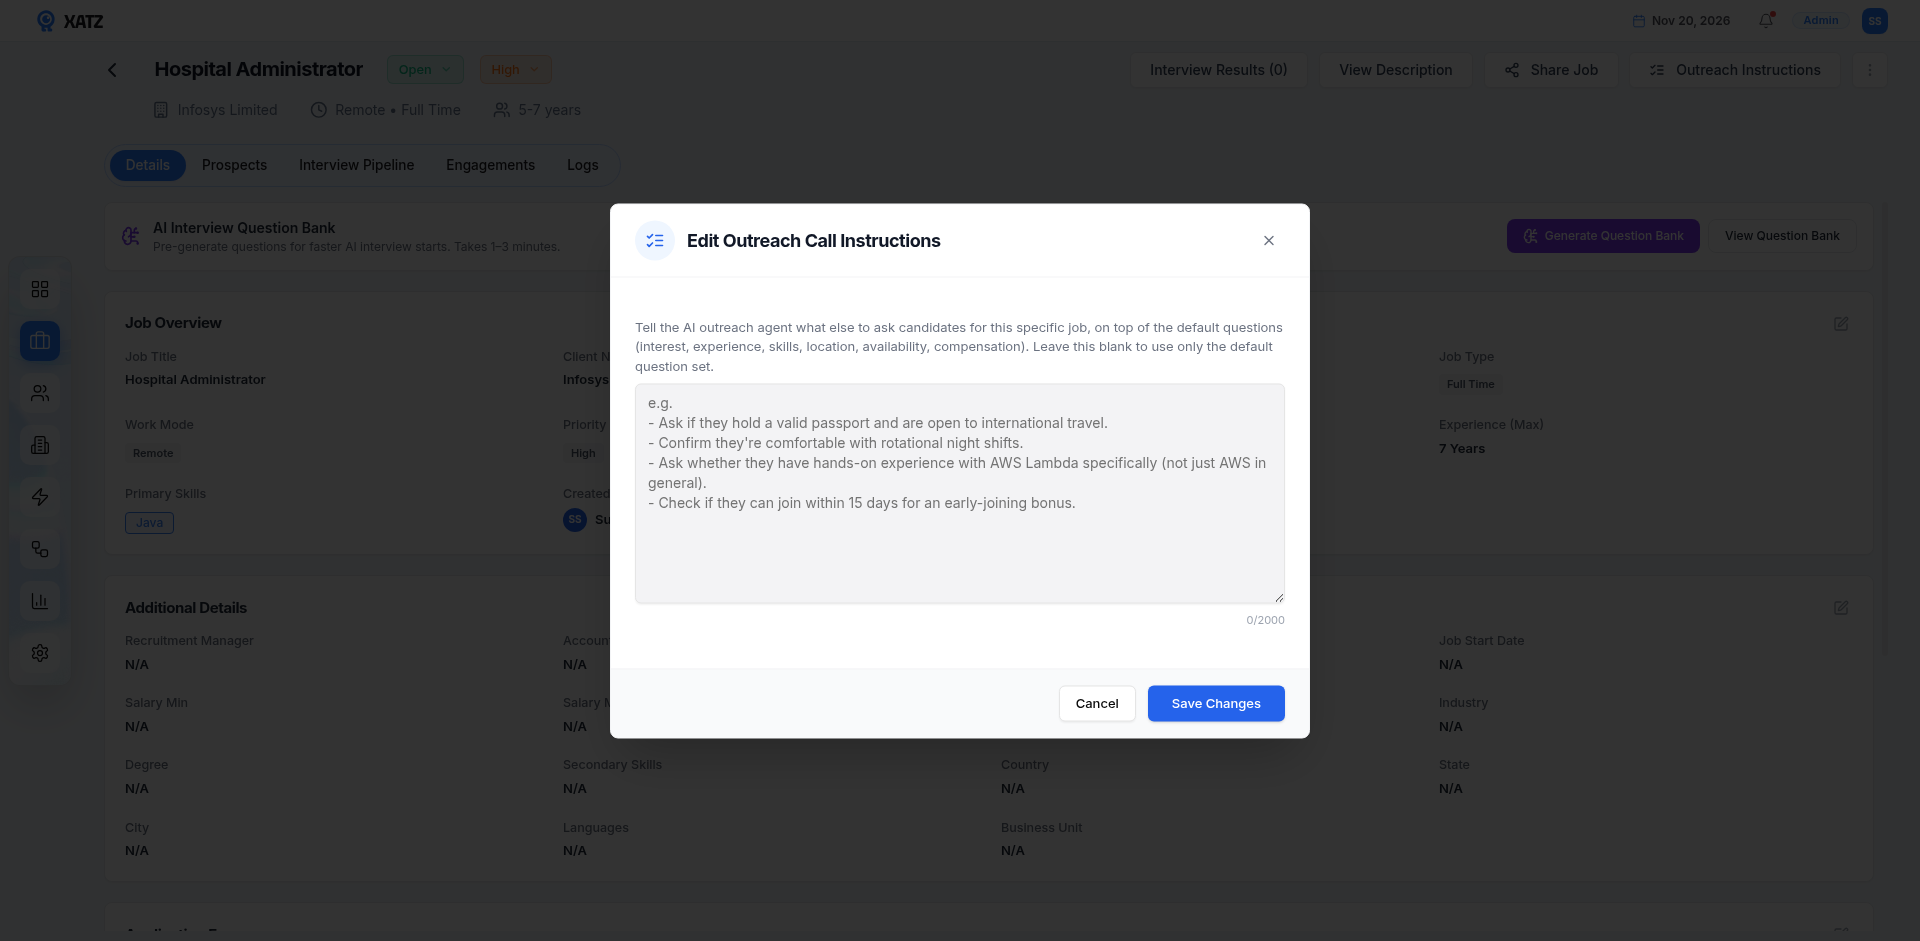 XATZ
Nov 20, 2026
Admin
SS
Hospital Administrator
Open
High
Interview Results (0)
View Description
Share Job
Outreach Instructions
Infosys Limited
Remote • Full Time
5-7 years
Details
Prospects
Interview Pipeline
Engagements
Logs
AI Interview Question Bank
Pre-generate questions for faster AI interview starts. Takes 1–3 minutes.
Generate Question Bank
View Question Bank
Edit Outreach Call Instructions
Tell the AI outreach agent what else to ask candidates for this specific job, on top of the default questions
(interest, experience, skills, location, availability, compensation). Leave this blank to use only the default
question set.
e.g.
- Ask if they hold a valid passport and are open to international travel.
- Confirm they're comfortable with rotational night shifts.
- Ask whether they have hands-on experience with AWS Lambda specifically (not just AWS in
general).
- Check if they can join within 15 days for an early-joining bonus.
0/2000
Cancel
Save Changes
Job Overview
Job Title
Hospital Administrator
Client N
Infosys
Job Type
Full Time
Work Mode
Remote
Priority
High
Experience (Max)
7 Years
Primary Skills
Java
Created
SS
Su
Additional Details
Recruitment Manager
N/A
Accoun
N/A
Job Start Date
N/A
Salary Min
N/A
Salary M
N/A
Industry
N/A
Degree
N/A
Secondary Skills
N/A
Country
N/A
State
N/A
City
N/A
Languages
N/A
Business Unit
N/A